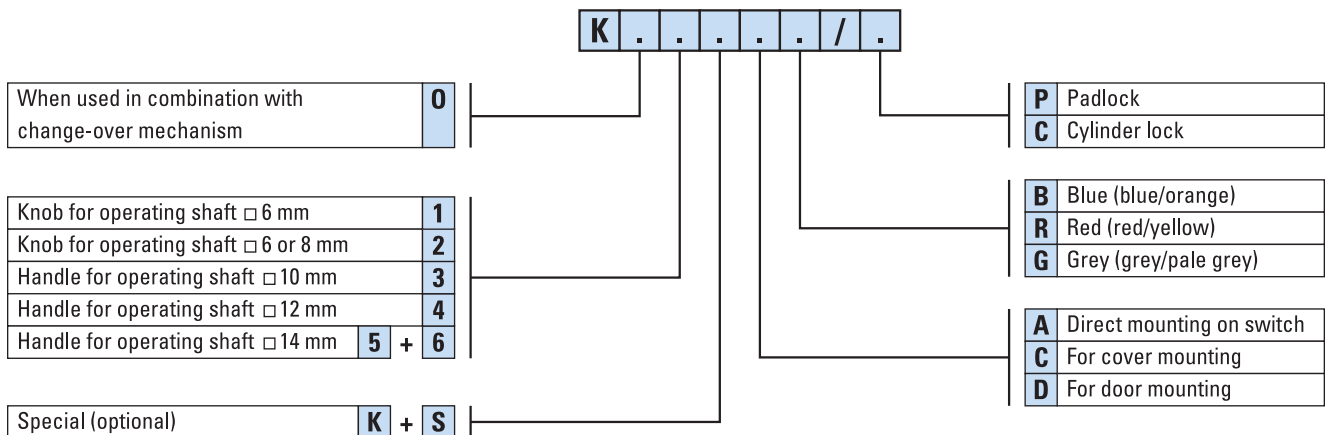 K . . . . . / .
When used in combination with O
change-over mechanism
Knob for operating shaft □ 6 mm 1
Knob for operating shaft □ 6 or 8 mm 2
Handle for operating shaft □ 10 mm 3
Handle for operating shaft □ 12 mm 4
Handle for operating shaft □ 14 mm 5 + 6
Special (optional) K + S
P Padlock
C Cylinder lock
B Blue (blue/orange)
R Red (red/yellow)
G Grey (grey/pale grey)
A Direct mounting on switch
C For cover mounting
D For door mounting